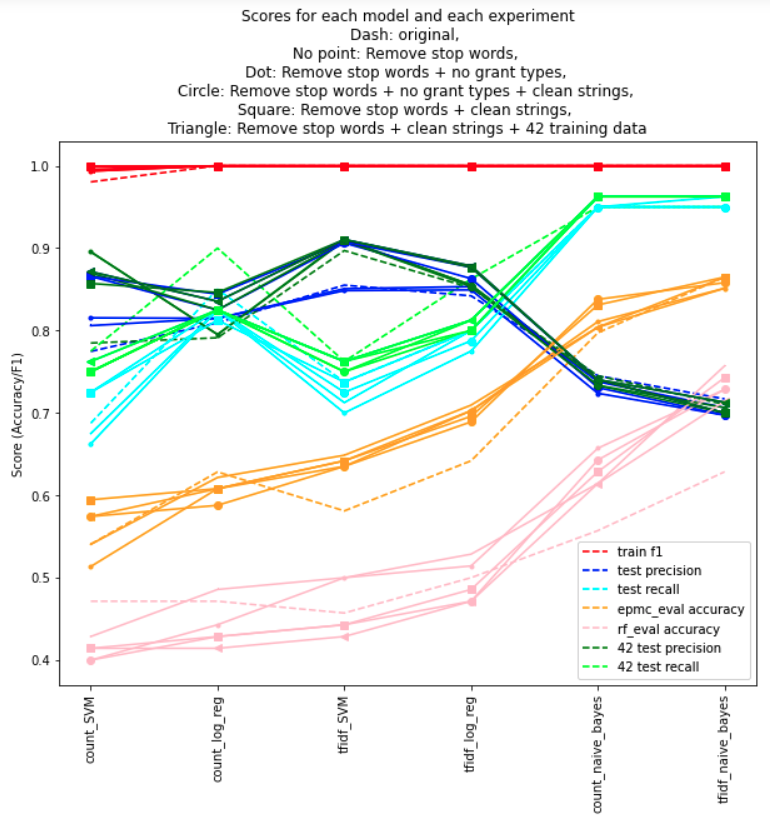 Scores for each model and each experiment
Dash: original,
No point: Remove stop words,
Dot: Remove stop words + no grant types,
Circle: Remove stop words + no grant types + clean strings,
Square: Remove stop words + clean strings,
Triangle: Remove stop words + clean strings + 42 training data
1.0
0.9
0.8
0.7
0.6
0.5
0.4
Score (Accuracy/F1)
train f1
test precision
test recall
epmc_eval accuracy
rf_eval accuracy
42 test precision
42 test recall
count_SVM
count_log_reg
tfidf_SVM
tfidf_log_reg
count_naive_bayes
tfidf_naive_bayes